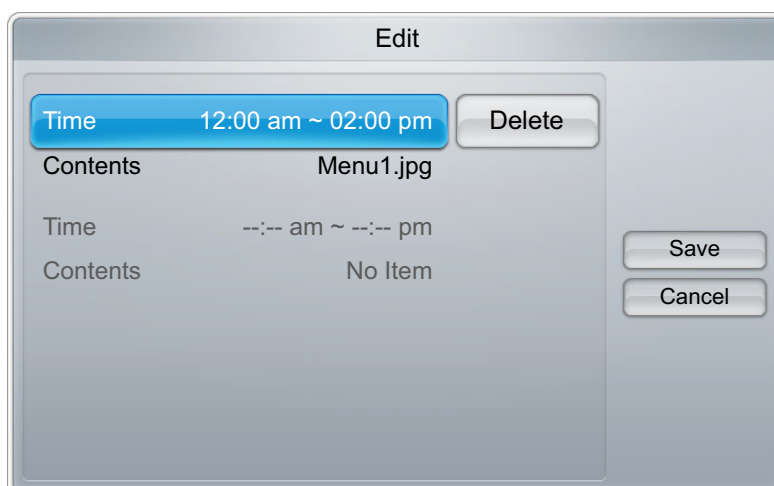 Edit
Time 12:00 am ~ 02:00 pm Delete
Contents Menu1.jpg
Time --:-- am ~ --:-- pm
Contents No Item
Save
Cancel